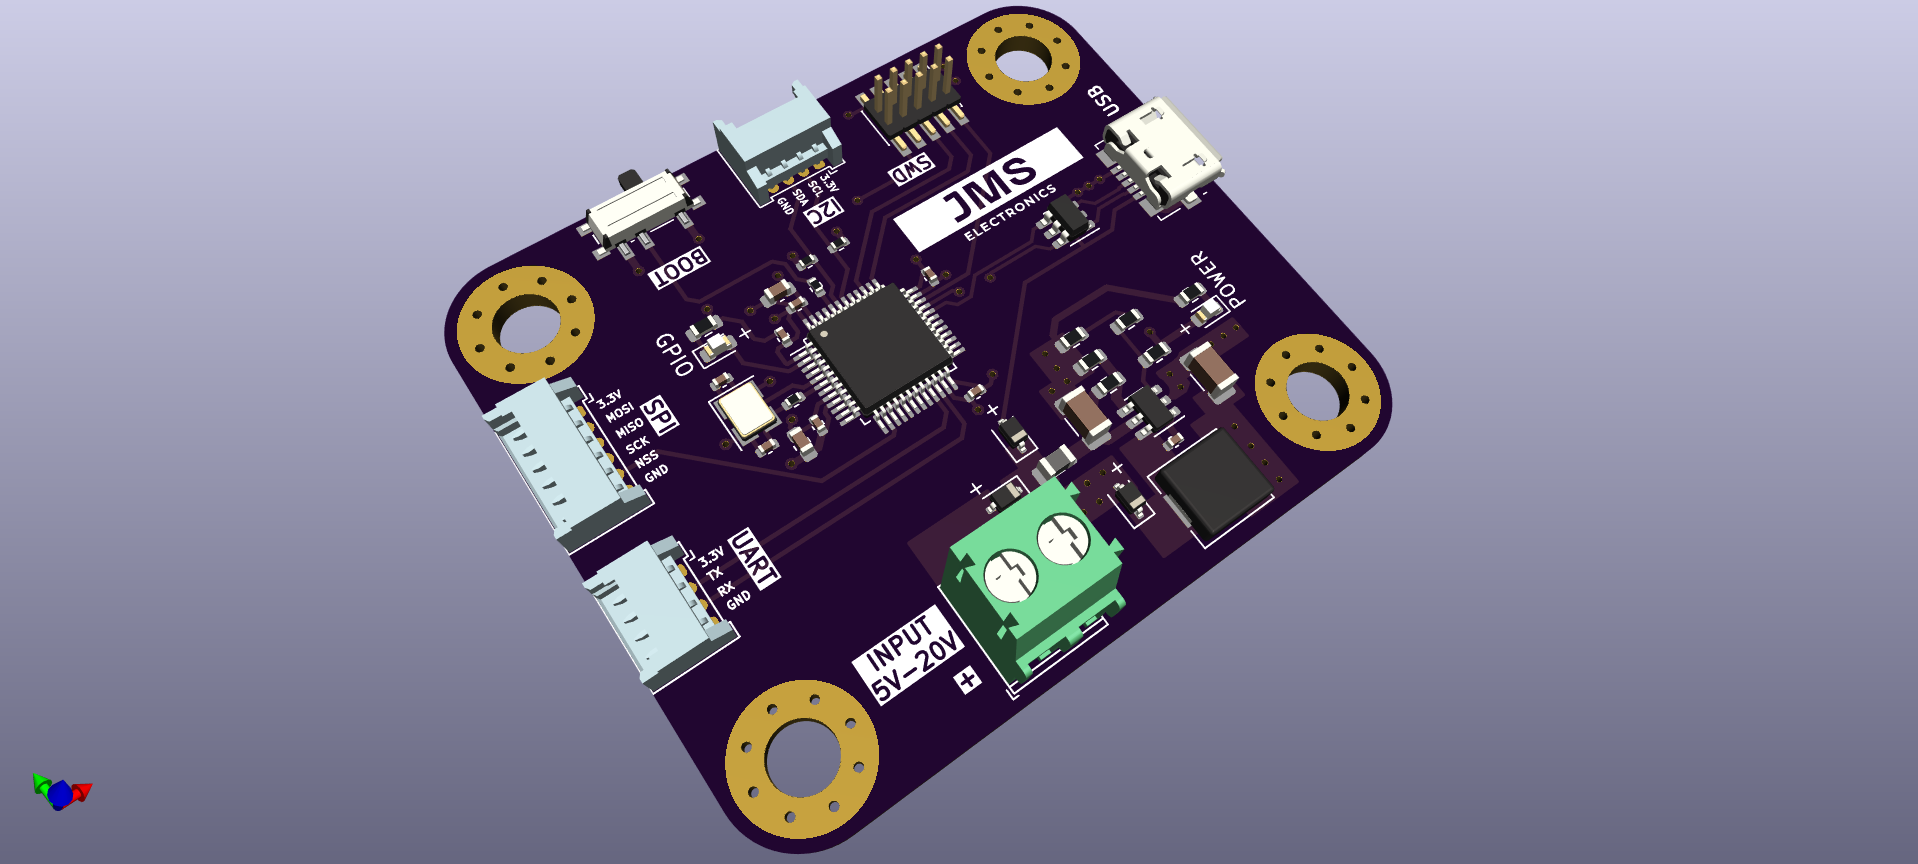 USB
SWD
JMS
ELECTRONICS
3.3V
SCL
SDA
GND
I2C
BOOT
POWER
+
GPIO
+
3.3V
MOSI
MISO
SCK
NSS
GND
SPI
+
+
+
3.3V
TX
RX
GND
UART
INPUT
5V-20V
+